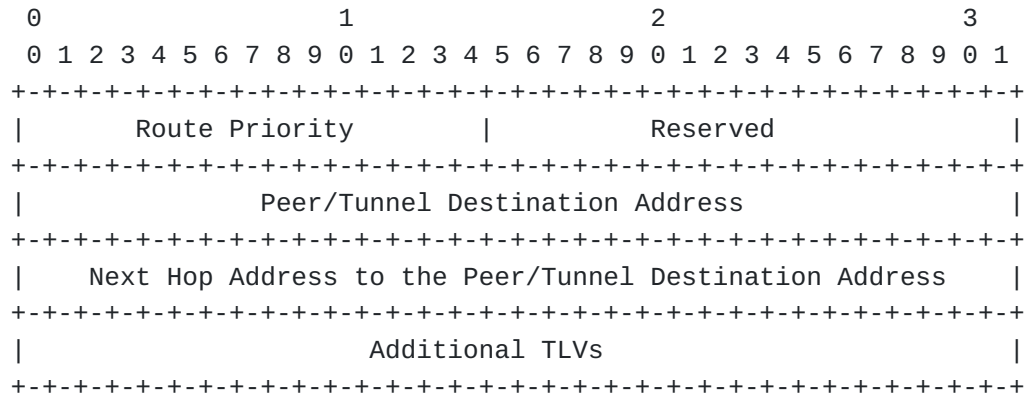 0                   1                   2                   3
 0 1 2 3 4 5 6 7 8 9 0 1 2 3 4 5 6 7 8 9 0 1 2 3 4 5 6 7 8 9 0 1
+-+-+-+-+-+-+-+-+-+-+-+-+-+-+-+-+-+-+-+-+-+-+-+-+-+-+-+-+-+-+-+-+
|       Route Priority        |          Reserved               |
+-+-+-+-+-+-+-+-+-+-+-+-+-+-+-+-+-+-+-+-+-+-+-+-+-+-+-+-+-+-+-+-+
|               Peer/Tunnel Destination Address                 |
+-+-+-+-+-+-+-+-+-+-+-+-+-+-+-+-+-+-+-+-+-+-+-+-+-+-+-+-+-+-+-+-+
|    Next Hop Address to the Peer/Tunnel Destination Address    |
+-+-+-+-+-+-+-+-+-+-+-+-+-+-+-+-+-+-+-+-+-+-+-+-+-+-+-+-+-+-+-+-+
|                      Additional TLVs                          |
+-+-+-+-+-+-+-+-+-+-+-+-+-+-+-+-+-+-+-+-+-+-+-+-+-+-+-+-+-+-+-+-+